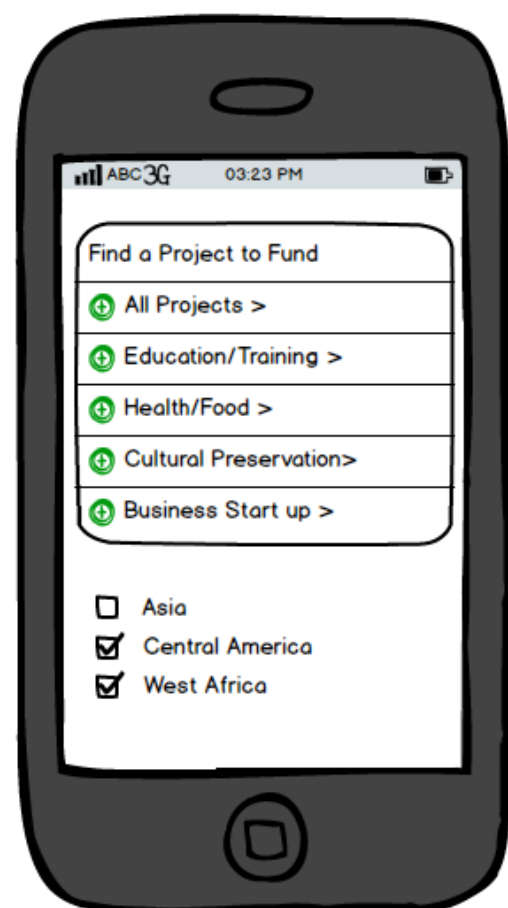 ABC 3G 03:23 PM
Find a Project to Fund
All Projects >
Education/Training >
Health/Food >
Cultural Preservation>
Business Start up >
Asia
Central America
West Africa